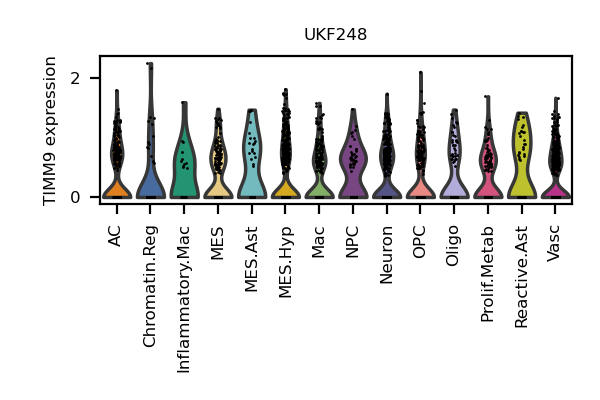 UKF248
TIMM9 expression
2
0
AC
Chromatin.Reg
Inflammatory.Mac
MES
MES.Ast
MES.Hyp
Mac
NPC
Neuron
OPC
Oligo
Prolif.Metab
Reactive.Ast
Vasc